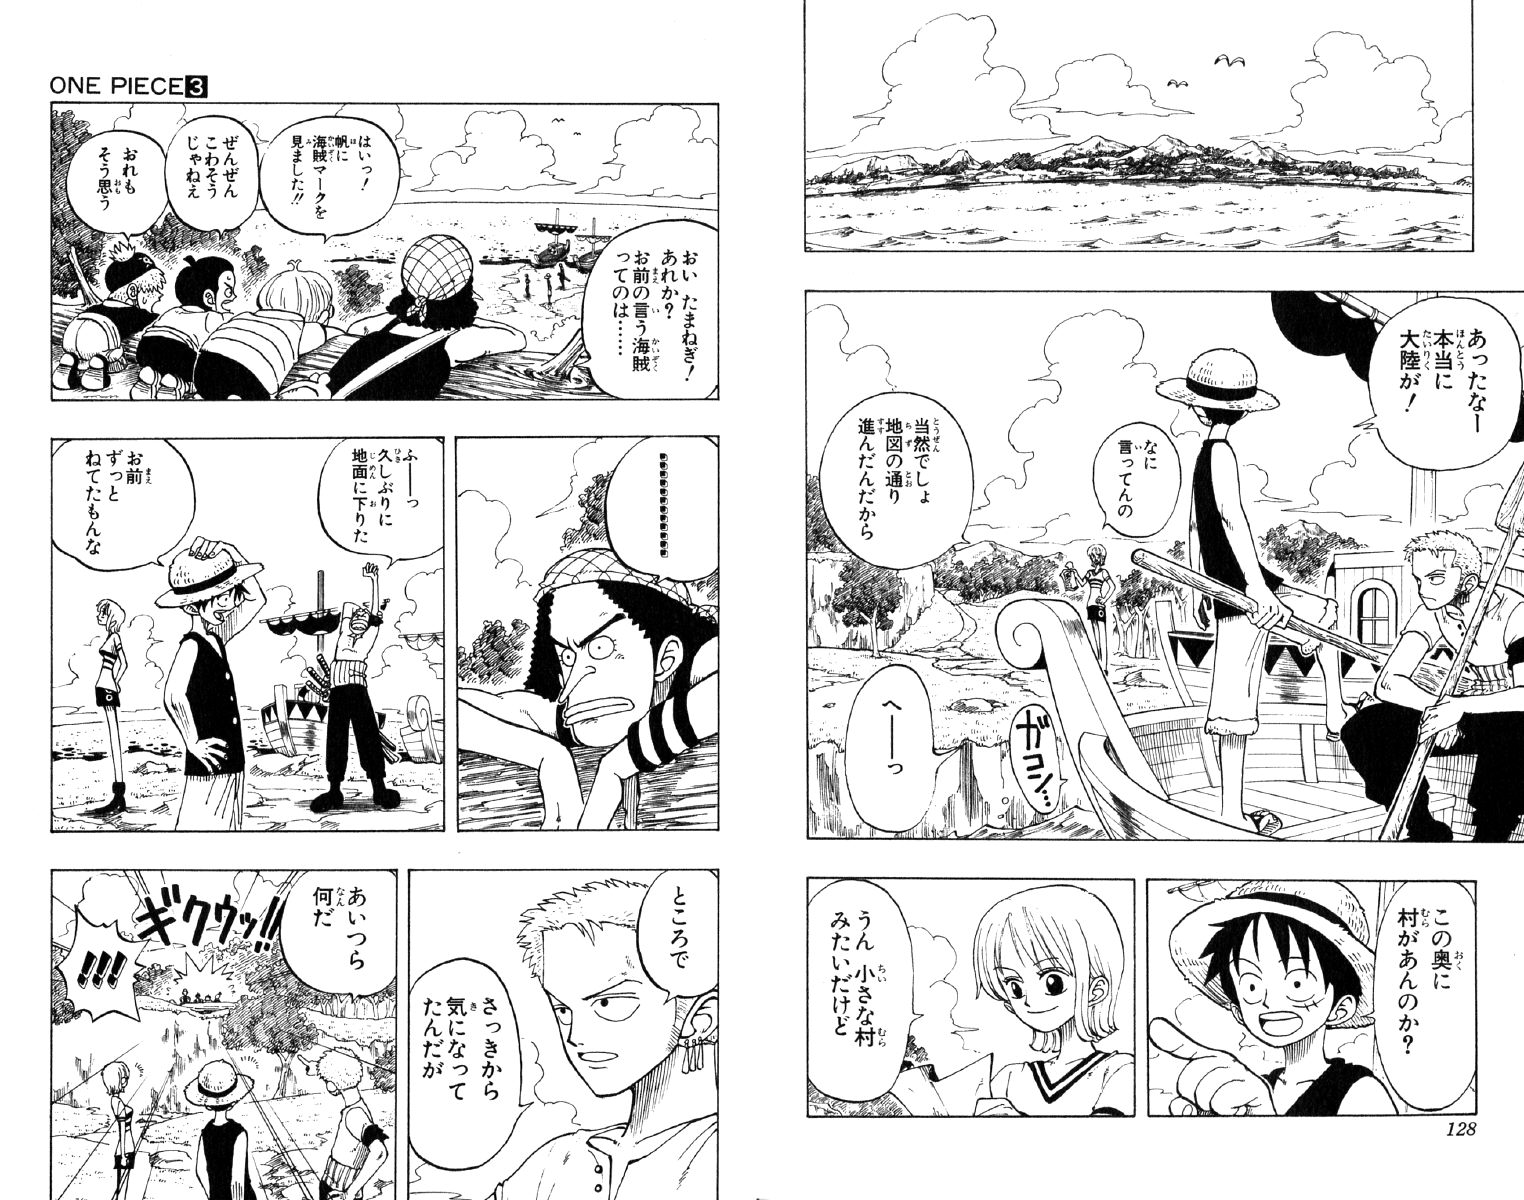 あったなー
本当に
大陸が!
なに
言ってんの
当然でしょ
地図の通り
進んだんだから
へーーっ
ガコン…
この奥に
村があんのか?
うん 小さな村
みたいだけど
128
ONE PIECE3
おい たまねぎ!
あれか?
お前の言う海賊
ってのは……
はいっ!
帆に
海賊マークを
見ました!!
ぜんぜん
こわそう
じゃねえ
おれも
そう思う
………………
ふーーっ
久しぶりに
地面に下りた
お前
ずっと
ねてたもんな
ところで
さっきから
気になって
たんだが
あいつら
何だ
ギクウッ!!
!!!